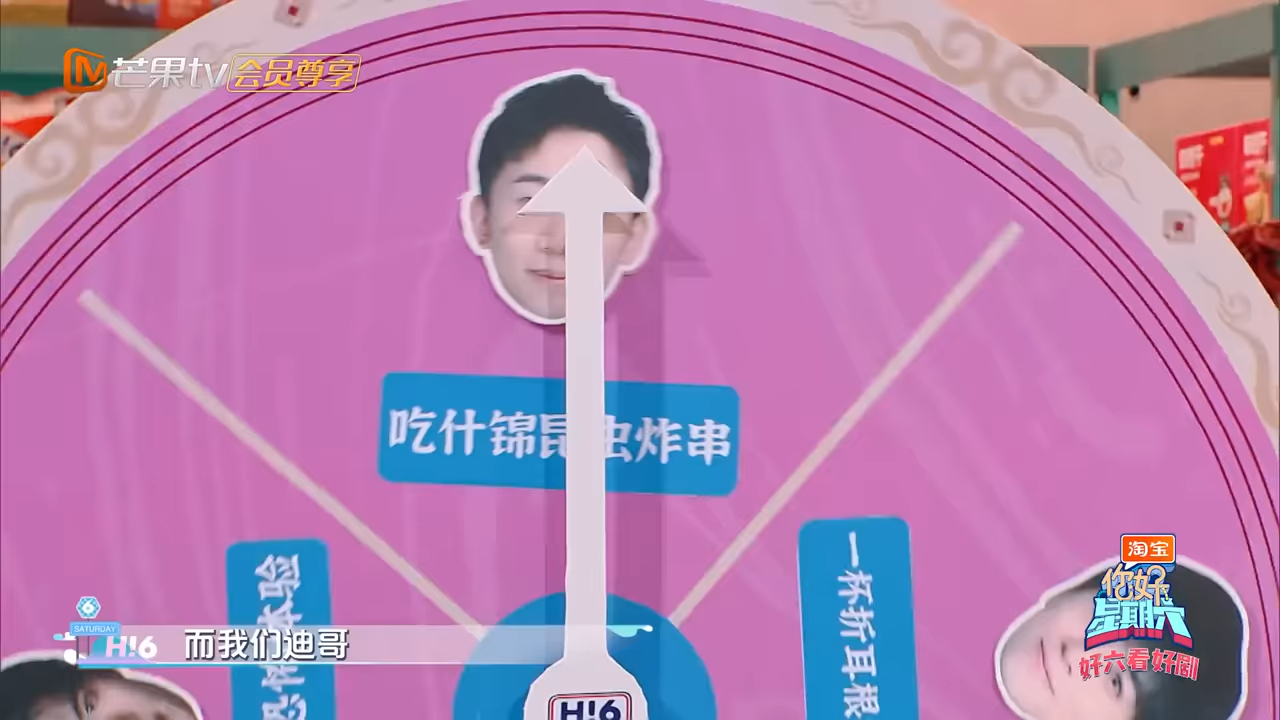 芒果tv会员尊享
吃什锦昆虫炸串
一杯折耳根
淘宝
你好
星期六
好六看好剧
SATURDAY
H!6
而我们迪哥
H!6